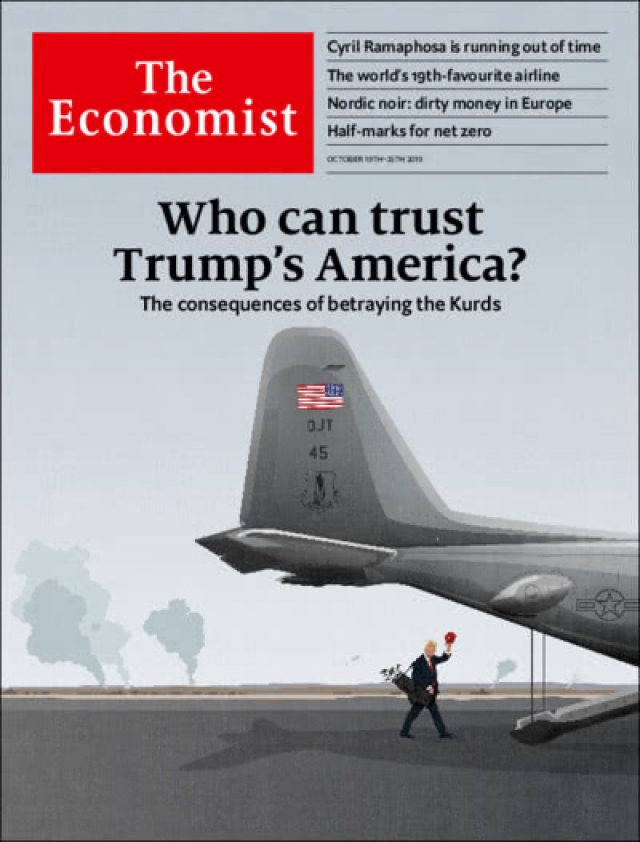 The
Economist
Cyril Ramaphosa is running out of time
The world's 19th-favourite airline
Nordic noir: dirty money in Europe
Half-marks for net zero
OCTOBER 19TH–25TH 2019
Who can trust
Trump's America?
The consequences of betraying the Kurds
DJT
45